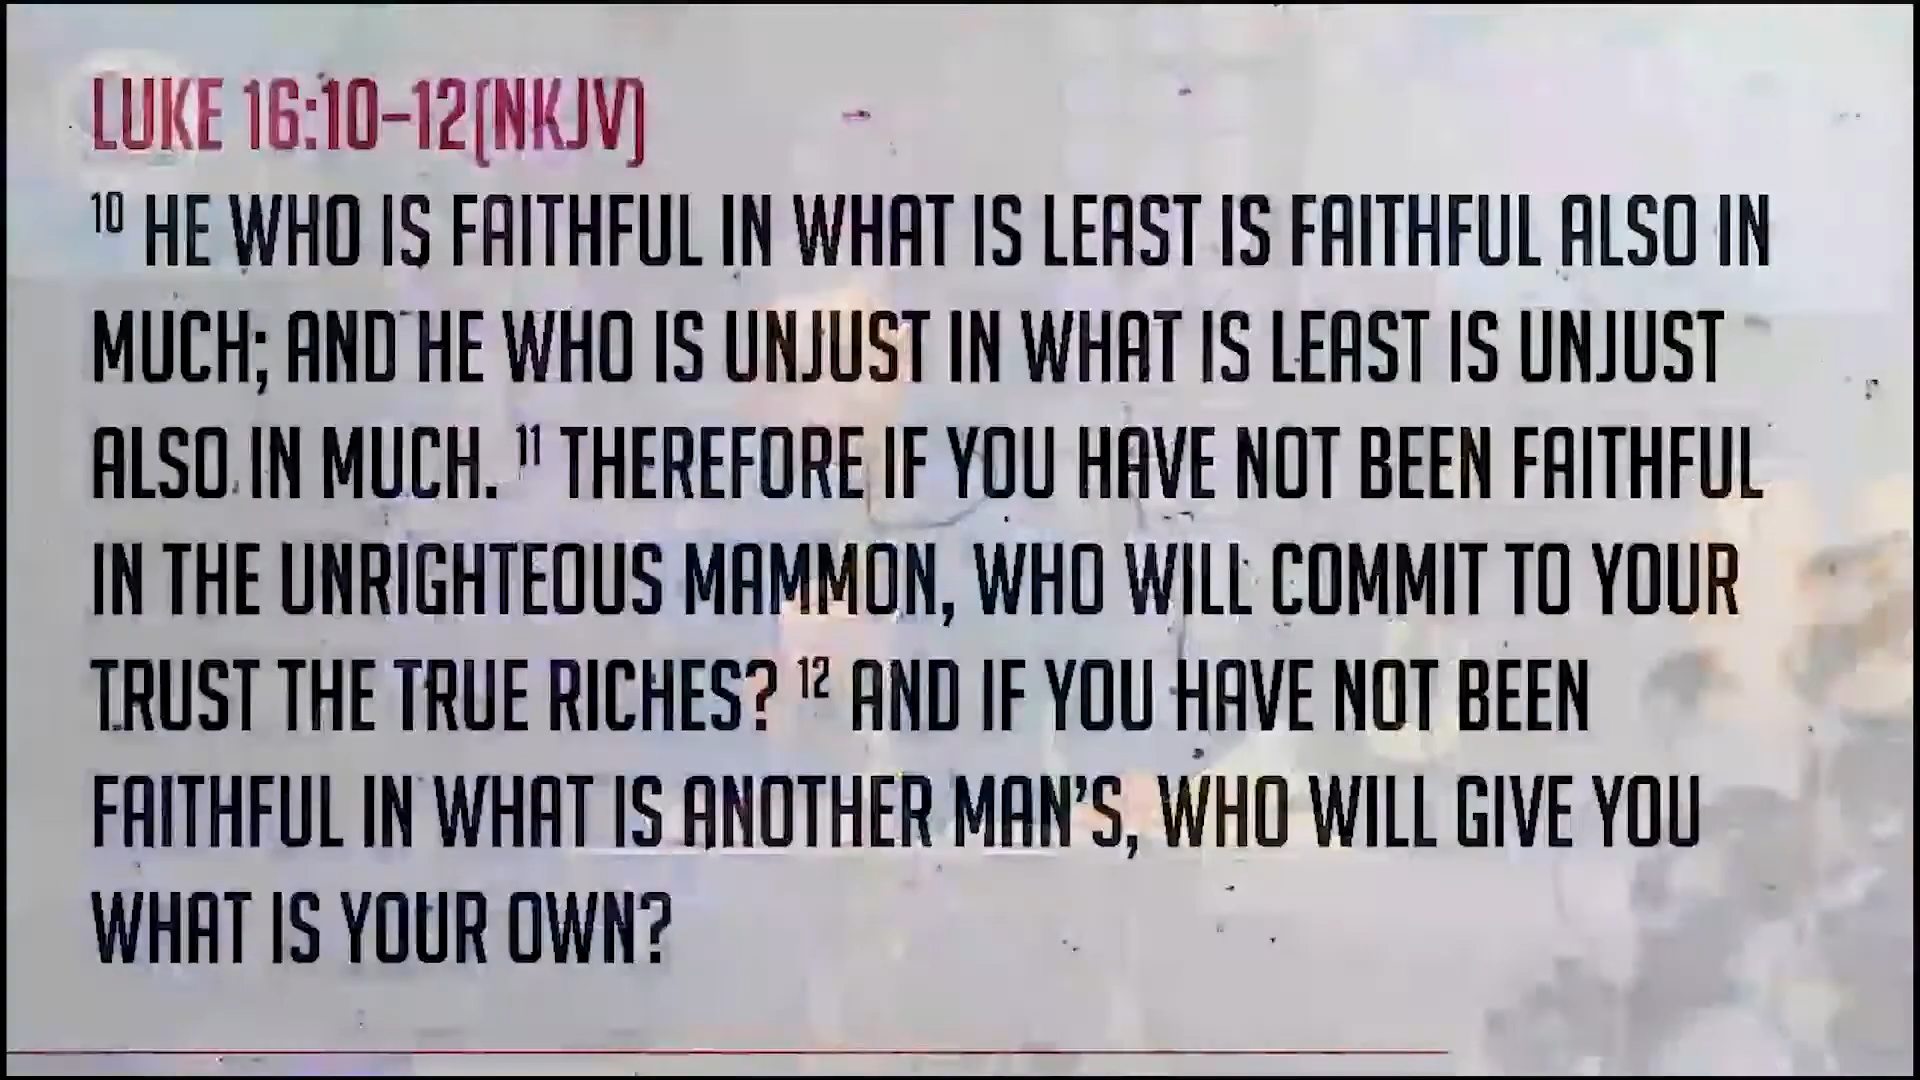 LUKE 16:10–12(NKJV)
10 HE WHO IS FAITHFUL IN WHAT IS LEAST IS FAITHFUL ALSO IN
MUCH; AND HE WHO IS UNJUST IN WHAT IS LEAST IS UNJUST
ALSO IN MUCH. 11 THEREFORE IF YOU HAVE NOT BEEN FAITHFUL
IN THE UNRIGHTEOUS MAMMON, WHO WILL COMMIT TO YOUR
TRUST THE TRUE RICHES? 12 AND IF YOU HAVE NOT BEEN
FAITHFUL IN WHAT IS ANOTHER MAN'S, WHO WILL GIVE YOU
WHAT IS YOUR OWN?